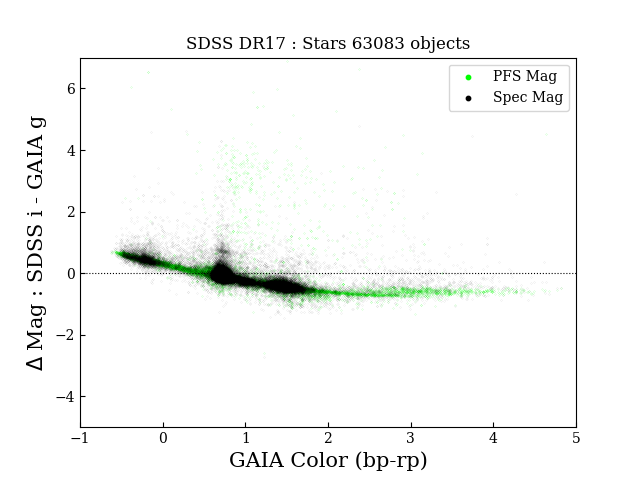 SDSS DR17 : Stars 63083 objects
PFS Mag
Spec Mag
Δ Mag : SDSS i - GAIA g
6
4
2
0
−2
−4
−1
0
1
2
3
4
5
GAIA Color (bp-rp)